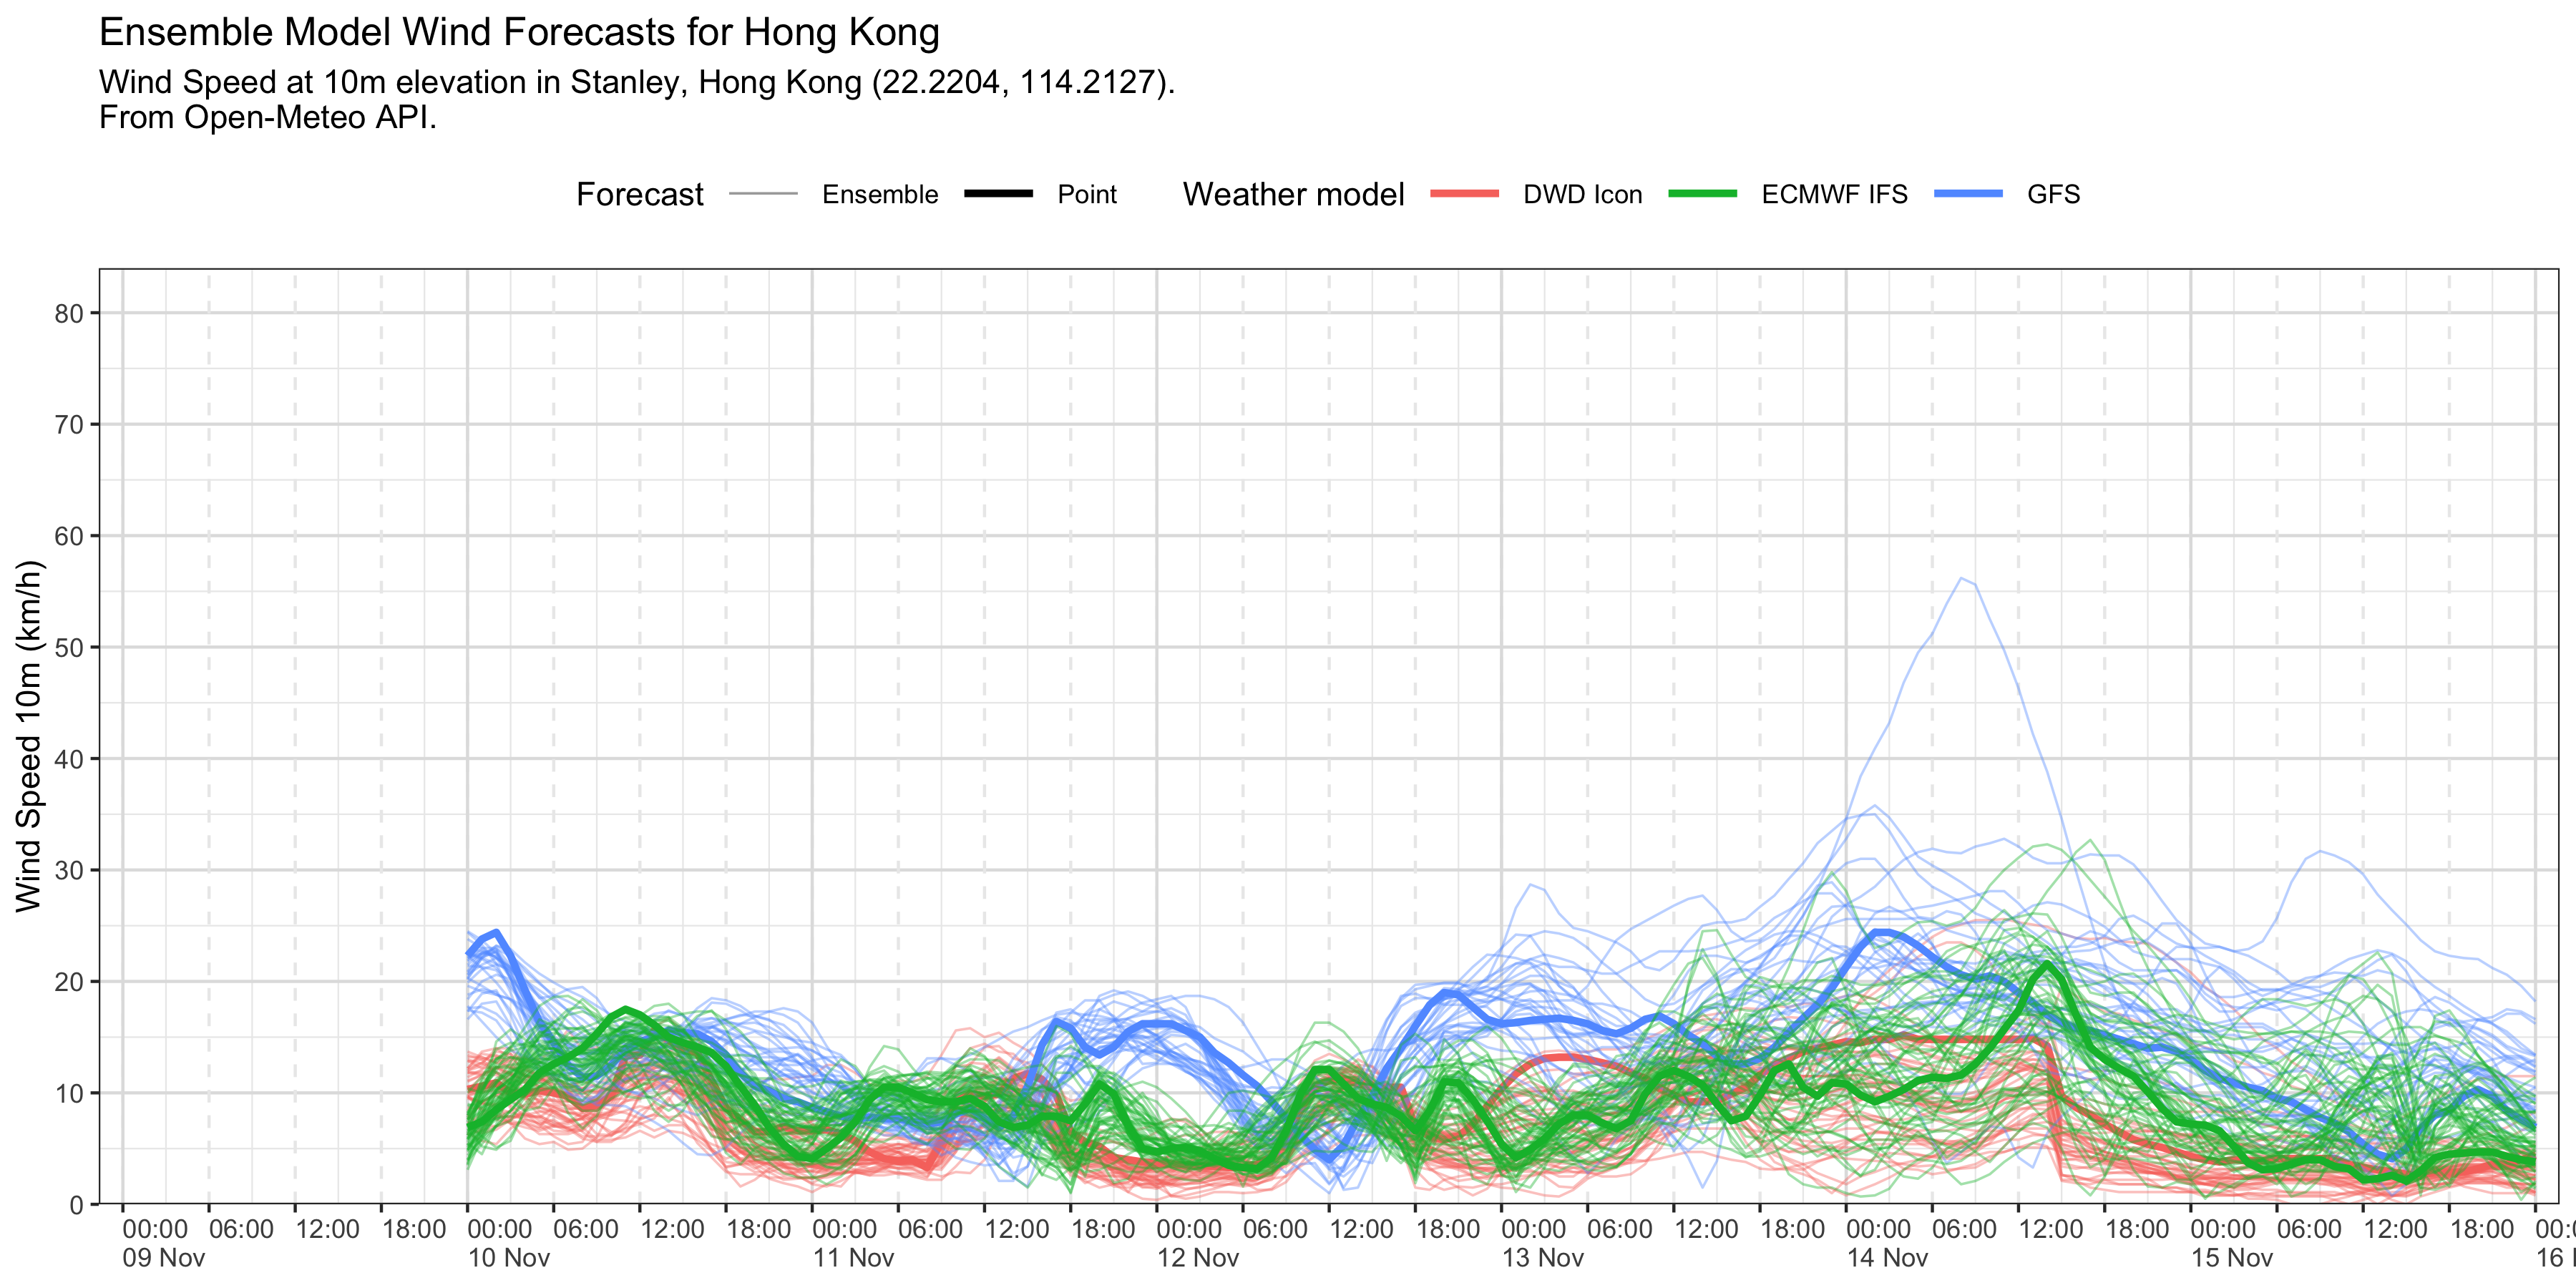 Ensemble Model Wind Forecasts for Hong Kong
Wind Speed at 10m elevation in Stanley, Hong Kong (22.2204, 114.2127).
From Open-Meteo API.
Forecast Ensemble Point Weather model DWD Icon ECMWF IFS GFS
Wind Speed 10m (km/h)
80
70
60
50
40
30
20
10
0
00:00 06:00 12:00 18:00 00:00 06:00 12:00 18:00 00:00 06:00 12:00 18:00 00:00 06:00 12:00 18:00 00:00 06:00 12:00 18:00 00:00 06:00 12:00 18:00 00:00 06:00 12:00 18:00
09 Nov 10 Nov 11 Nov 12 Nov 13 Nov 14 Nov 15 Nov 16